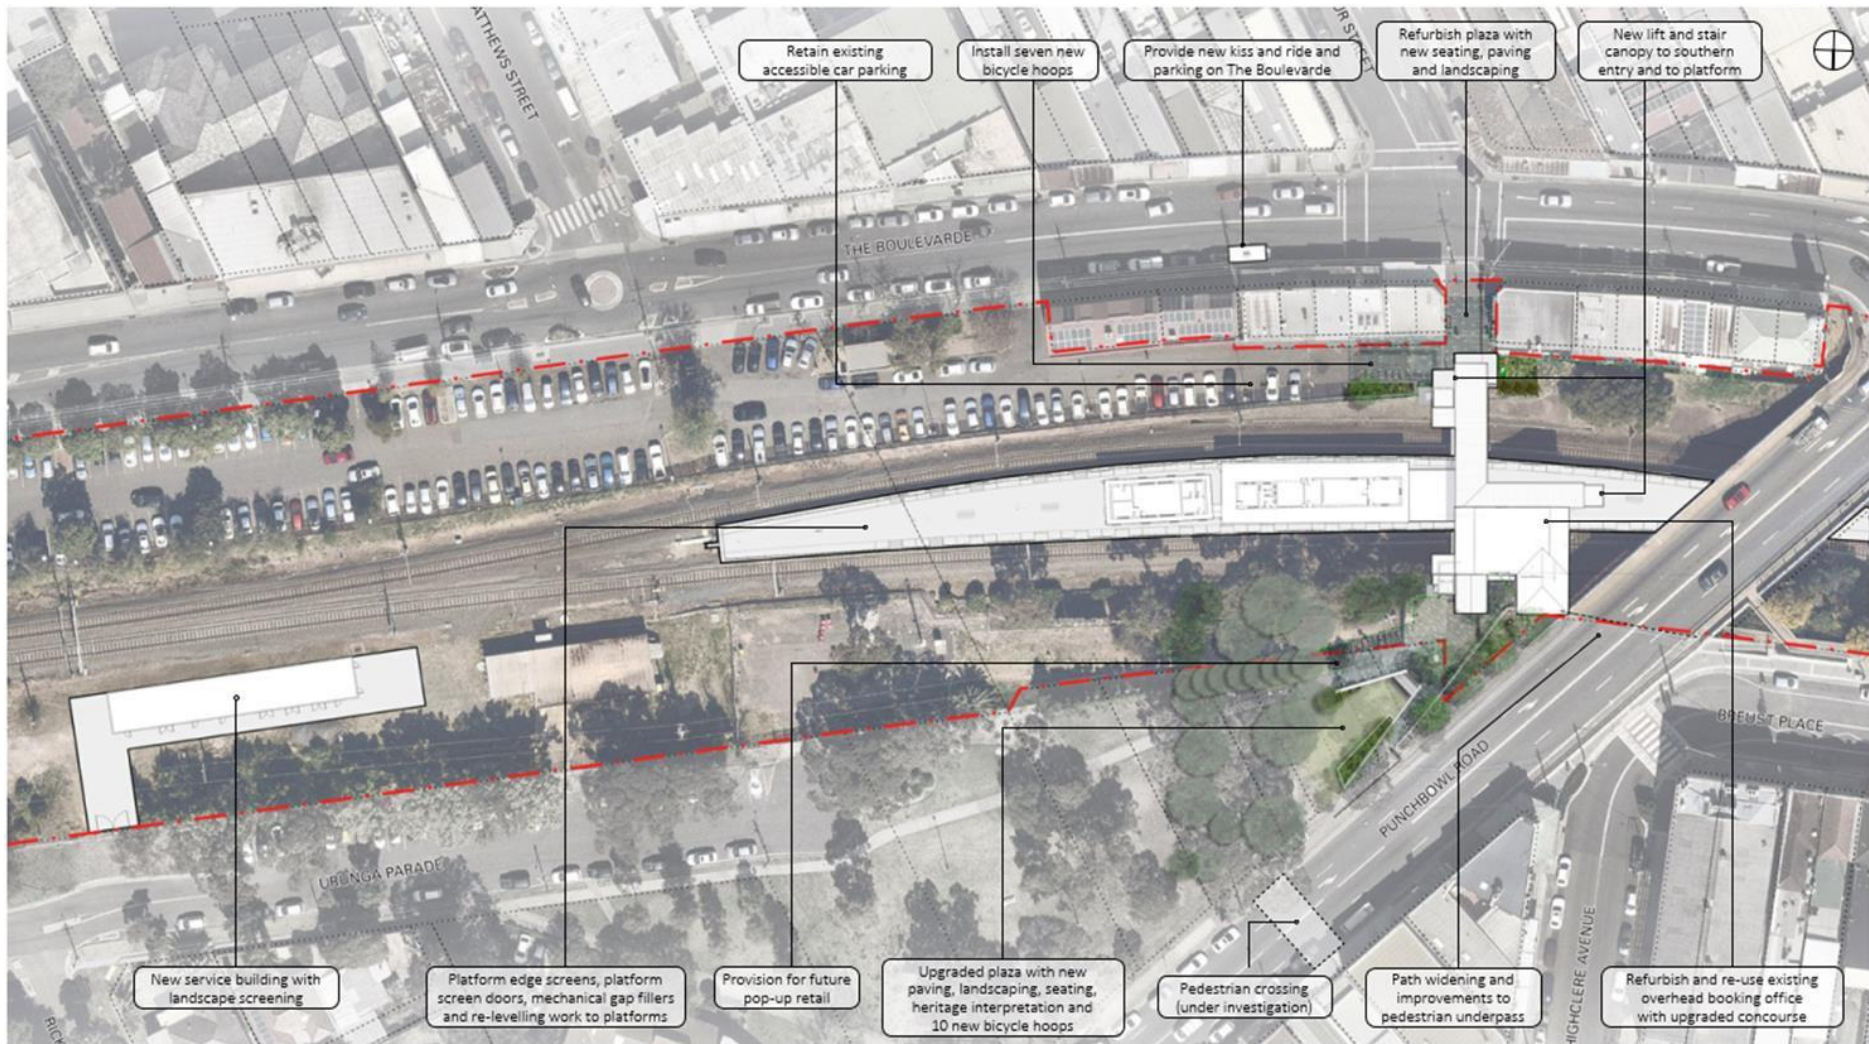 ATTHEWS STREET
UR STREET
Retain existing
accessible car parking
Install seven new
bicycle hoops
Provide new kiss and ride and
parking on The Boulevarde
Refurbish plaza with
new seating, paving
and landscaping
New lift and stair
canopy to southern
entry and to platform
THE BOULEVARDE
BREUST PLACE
PUNCHBOWL ROAD
URUNGA PARADE
HIGHCLERE AVENUE
RICK
New service building with
landscape screening
Platform edge screens, platform
screen doors, mechanical gap fillers
and re-levelling work to platforms
Provision for future
pop-up retail
Upgraded plaza with new
paving, landscaping, seating,
heritage interpretation and
10 new bicycle hoops
Pedestrian crossing
(under investigation)
Path widening and
improvements to
pedestrian underpass
Refurbish and re-use existing
overhead booking office
with upgraded concourse